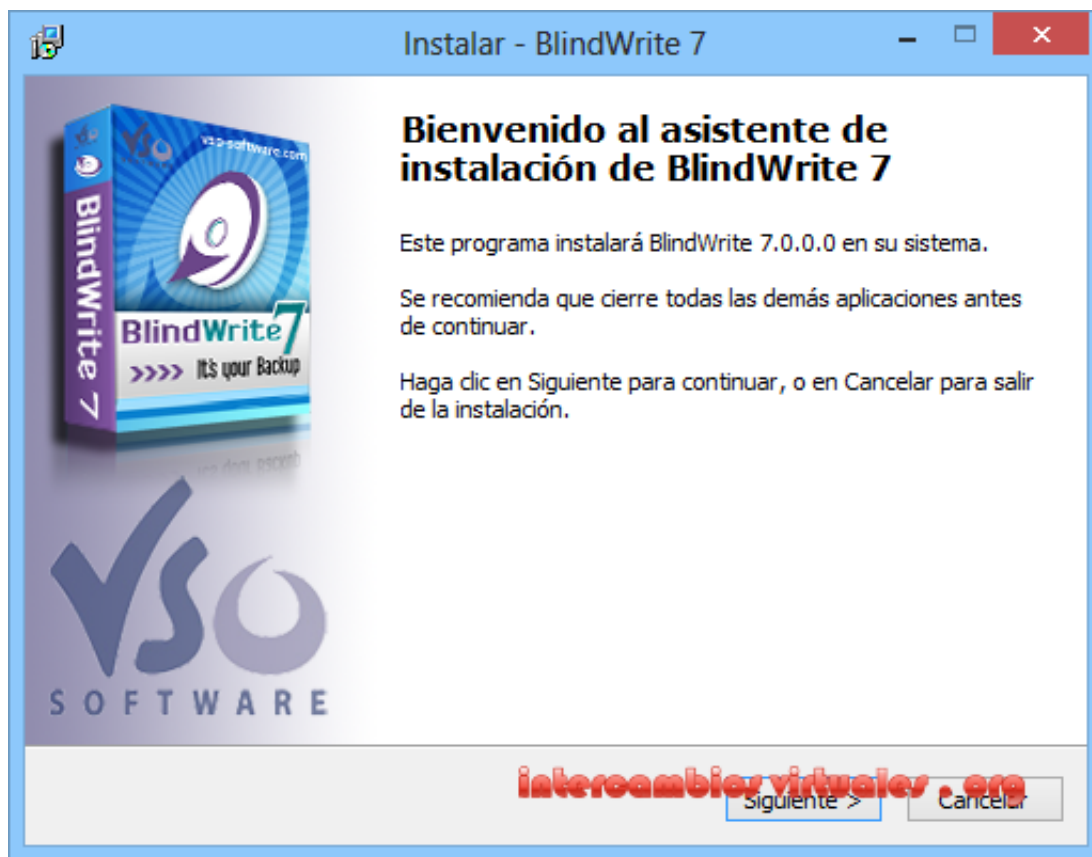 Instalar - BlindWrite 7
Bienvenido al asistente de
instalación de BlindWrite 7
Este programa instalará BlindWrite 7.0.0.0 en su sistema.
Se recomienda que cierre todas las demás aplicaciones antes
de continuar.
Haga clic en Siguiente para continuar, o en Cancelar para salir
de la instalación.
vso-software.com
BlindWrite 7
BlindWrite 7
>>>> It's your Backup
VSO
SOFTWARE
intercambios virtuales . org
Siguiente >
Cancelar